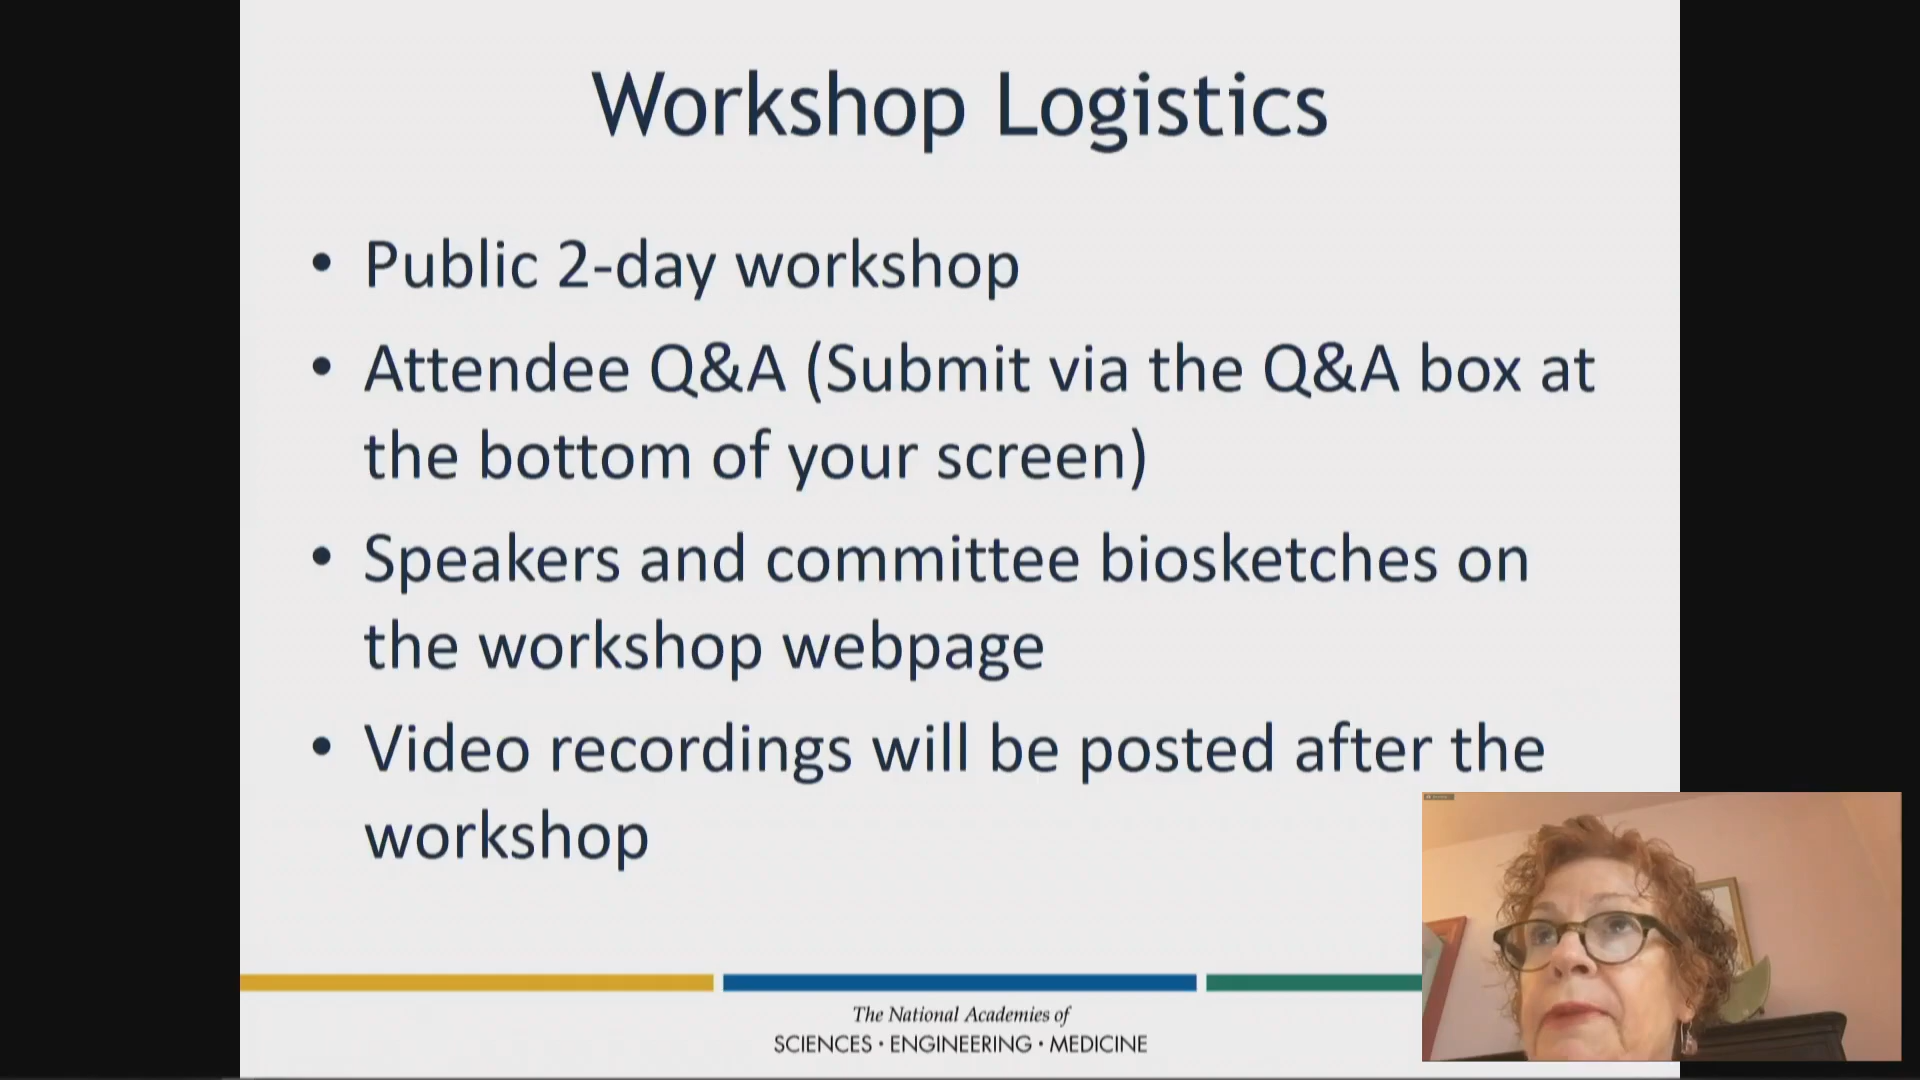 Workshop Logistics
• Public 2-day workshop
• Attendee Q&A (Submit via the Q&A box at
the bottom of your screen)
• Speakers and committee biosketches on
the workshop webpage
• Video recordings will be posted after the
workshop
The National Academies of
SCIENCES · ENGINEERING · MEDICINE